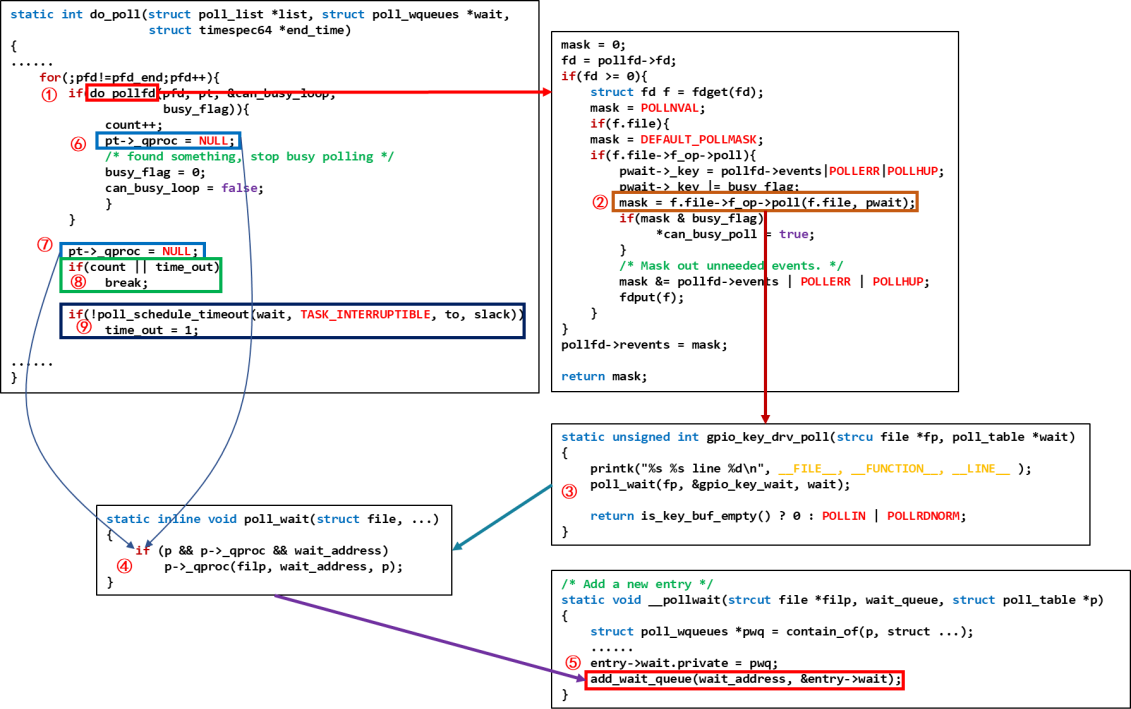 static int do_poll(struct poll_list *list, struct poll_wqueues *wait,
struct timespec64 *end_time)
{
......
for(;pfd!=pfd_end;pfd++){
① if(do_pollfd(pfd, pt, &can_busy_loop,
busy_flag)){
count++;
⑥ pt->_qproc = NULL;
/* found something, stop busy polling */
busy_flag = 0;
can_busy_loop = false;
}
}
⑦ pt->_qproc = NULL;
if(count || time_out)
⑧ break;
if(!poll_schedule_timeout(wait, TASK_INTERRUPTIBLE, to, slack))
⑨ time_out = 1;
......
}
mask = 0;
fd = pollfd->fd;
if(fd >= 0){
struct fd f = fdget(fd);
mask = POLLNVAL;
if(f.file){
mask = DEFAULT_POLLMASK;
if(f.file->f_op->poll){
pwait->_key = pollfd->events|POLLERR|POLLHUP;
pwait->_key |= busy_flag;
② mask = f.file->f_op->poll(f.file, pwait);
if(mask & busy_flag)
*can_busy_poll = true;
}
/* Mask out unneeded events. */
mask &= pollfd->events | POLLERR | POLLHUP;
fdput(f);
}
}
pollfd->revents = mask;
return mask;
static unsigned int gpio_key_drv_poll(strcu file *fp, poll_table *wait)
{
printk("%s %s line %d\n", __FILE__, __FUNCTION__, __LINE__ );
③ poll_wait(fp, &gpio_key_wait, wait);
return is_key_buf_empty() ? 0 : POLLIN | POLLRDNORM;
}
static inline void poll_wait(struct file, ...)
{
if (p && p->_qproc && wait_address)
④ p->_qproc(filp, wait_address, p);
}
/* Add a new entry */
static void __pollwait(strcut file *filp, wait_queue, struct poll_table *p)
{
struct poll_wqueues *pwq = contain_of(p, struct ...);
......
⑤ entry->wait.private = pwq;
add_wait_queue(wait_address, &entry->wait);
}